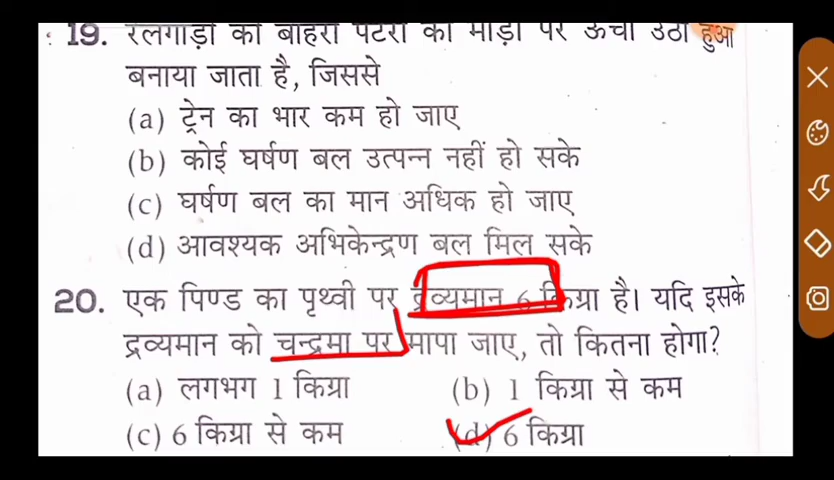 19. रेलगाड़ी की बाहरी पटरी को मोड़ों पर ऊँचा उठा हुआ
बनाया जाता है, जिससे
(a) ट्रेन का भार कम हो जाए
(b) कोई घर्षण बल उत्पन्न नहीं हो सके
(c) घर्षण बल का मान अधिक हो जाए
(d) आवश्यक अभिकेन्द्रण बल मिल सके
20. एक पिण्ड का पृथ्वी पर द्रव्यमान 6 किग्रा है। यदि इसके
द्रव्यमान को चन्द्रमा पर मापा जाए, तो कितना होगा?
(a) लगभग 1 किग्रा (b) 1 किग्रा से कम
(c) 6 किग्रा से कम (d) 6 किग्रा